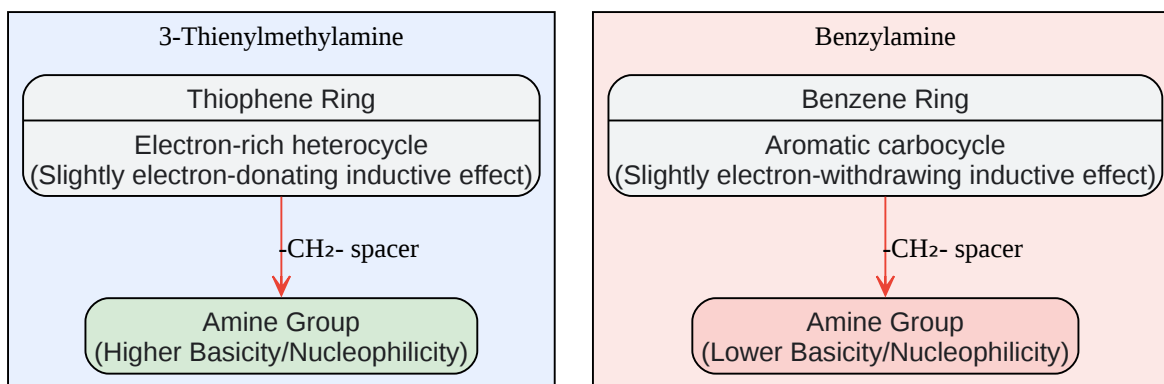 3-Thienylmethylamine
Thiophene Ring
Electron-rich heterocycle
(Slightly electron-donating inductive effect)
-CH₂- spacer
Amine Group
(Higher Basicity/Nucleophilicity)
Benzylamine
Benzene Ring
Aromatic carbocycle
(Slightly electron-withdrawing inductive effect)
-CH₂- spacer
Amine Group
(Lower Basicity/Nucleophilicity)